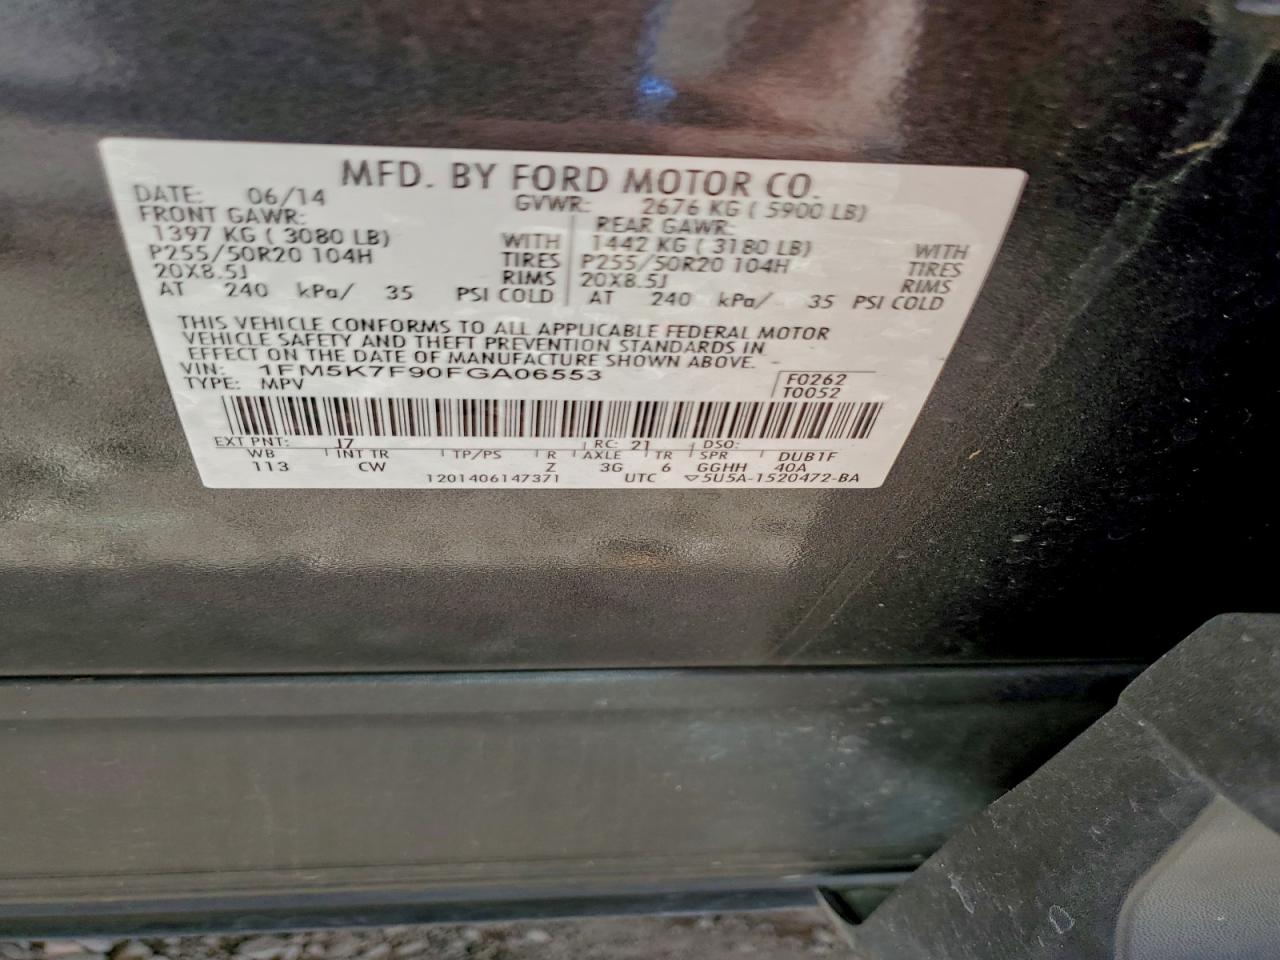 MFD. BY FORD MOTOR CO.
DATE: 06/14 GVWR: 2676 KG ( 5900 LB)
FRONT GAWR: REAR GAWR:
1397 KG ( 3080 LB) WITH 1442 KG ( 3180 LB) WITH
P255/50R20 104H TIRES P255/50R20 104H TIRES
20X8.5J RIMS 20X8.5J RIMS
AT 240 kPa/ 35 PSI COLD AT 240 kPa/ 35 PSI COLD
THIS VEHICLE CONFORMS TO ALL APPLICABLE FEDERAL MOTOR
VEHICLE SAFETY AND THEFT PREVENTION STANDARDS IN
EFFECT ON THE DATE OF MANUFACTURE SHOWN ABOVE.
VIN: 1FM5K7F90FGA06553 F0262
TYPE: MPV T0052
EXT PNT: J7 RC: 21 DSO:
WB INT TR TP/PS R AXLE TR SPR DUB1F
113 CW Z 3G 6 GGHH 40A
1201406147371 UTC ▽5U5A-1520472-BA